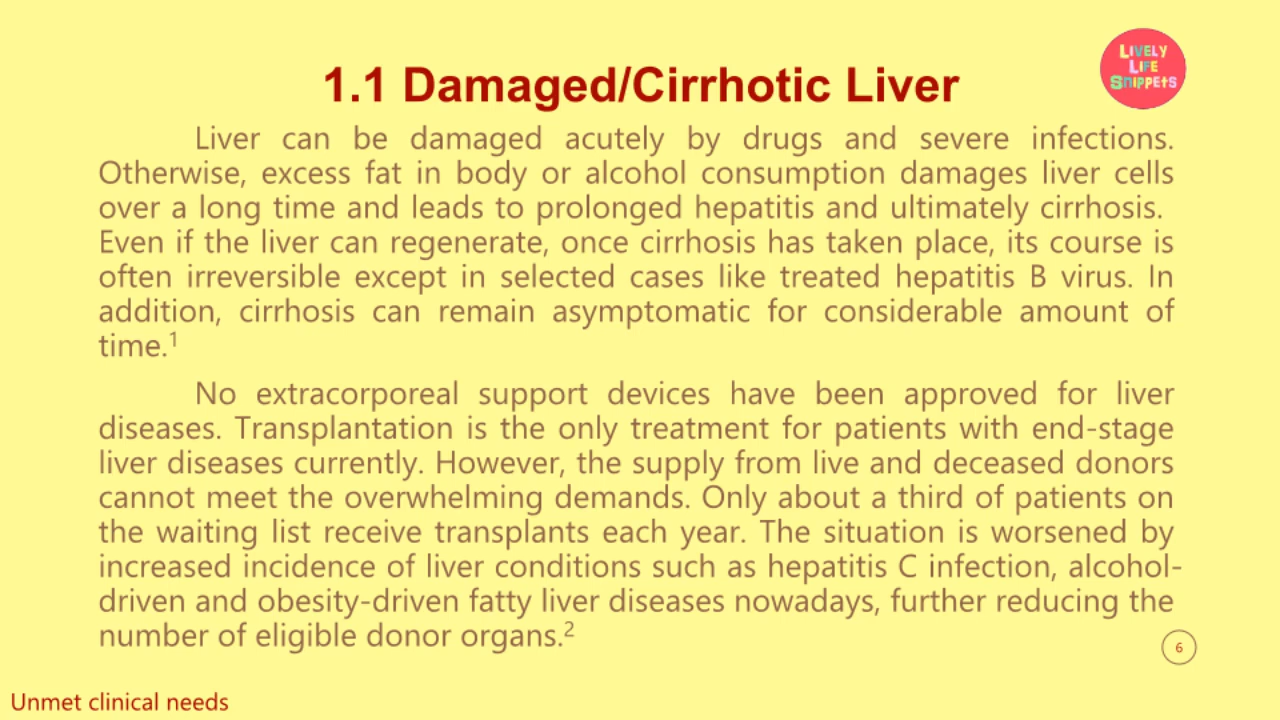 LIVELY
LIFE
SNIPPETS
1.1 Damaged/Cirrhotic Liver
Liver can be damaged acutely by drugs and severe infections.
Otherwise, excess fat in body or alcohol consumption damages liver cells
over a long time and leads to prolonged hepatitis and ultimately cirrhosis.
Even if the liver can regenerate, once cirrhosis has taken place, its course is
often irreversible except in selected cases like treated hepatitis B virus. In
addition, cirrhosis can remain asymptomatic for considerable amount of
time.1
No extracorporeal support devices have been approved for liver
diseases. Transplantation is the only treatment for patients with end-stage
liver diseases currently. However, the supply from live and deceased donors
cannot meet the overwhelming demands. Only about a third of patients on
the waiting list receive transplants each year. The situation is worsened by
increased incidence of liver conditions such as hepatitis C infection, alcohol-
driven and obesity-driven fatty liver diseases nowadays, further reducing the
number of eligible donor organs.2
6
Unmet clinical needs